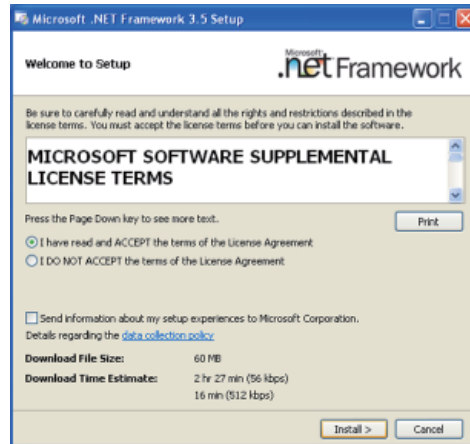 Microsoft .NET Framework 3.5 Setup
Welcome to Setup
Microsoft
.net Framework
Be sure to carefully read and understand all the rights and restrictions described in the
license terms. You must accept the license terms before you can install the software.
MICROSOFT SOFTWARE SUPPLEMENTAL
LICENSE TERMS
Press the Page Down key to see more text.
Print
I have read and ACCEPT the terms of the License Agreement
I DO NOT ACCEPT the terms of the License Agreement
Send information about my setup experiences to Microsoft Corporation.
Details regarding the data collection policy
Download File Size: 60 MB
Download Time Estimate: 2 hr 27 min (56 kbps)
16 min (512 kbps)
Install > Cancel